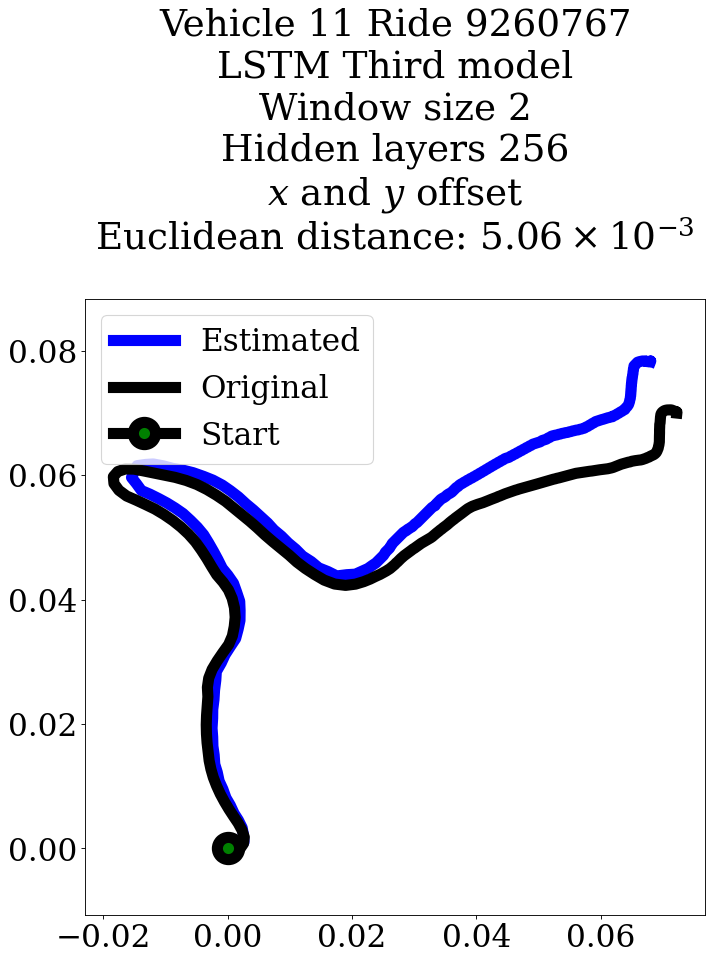 Vehicle 11 Ride 9260767
LSTM Third model
Window size 2
Hidden layers 256
x and y offset
Euclidean distance: 5.06 × 10⁻³
Estimated
Original
Start
0.08
0.06
0.04
0.02
0.00
−0.02 0.00 0.02 0.04 0.06